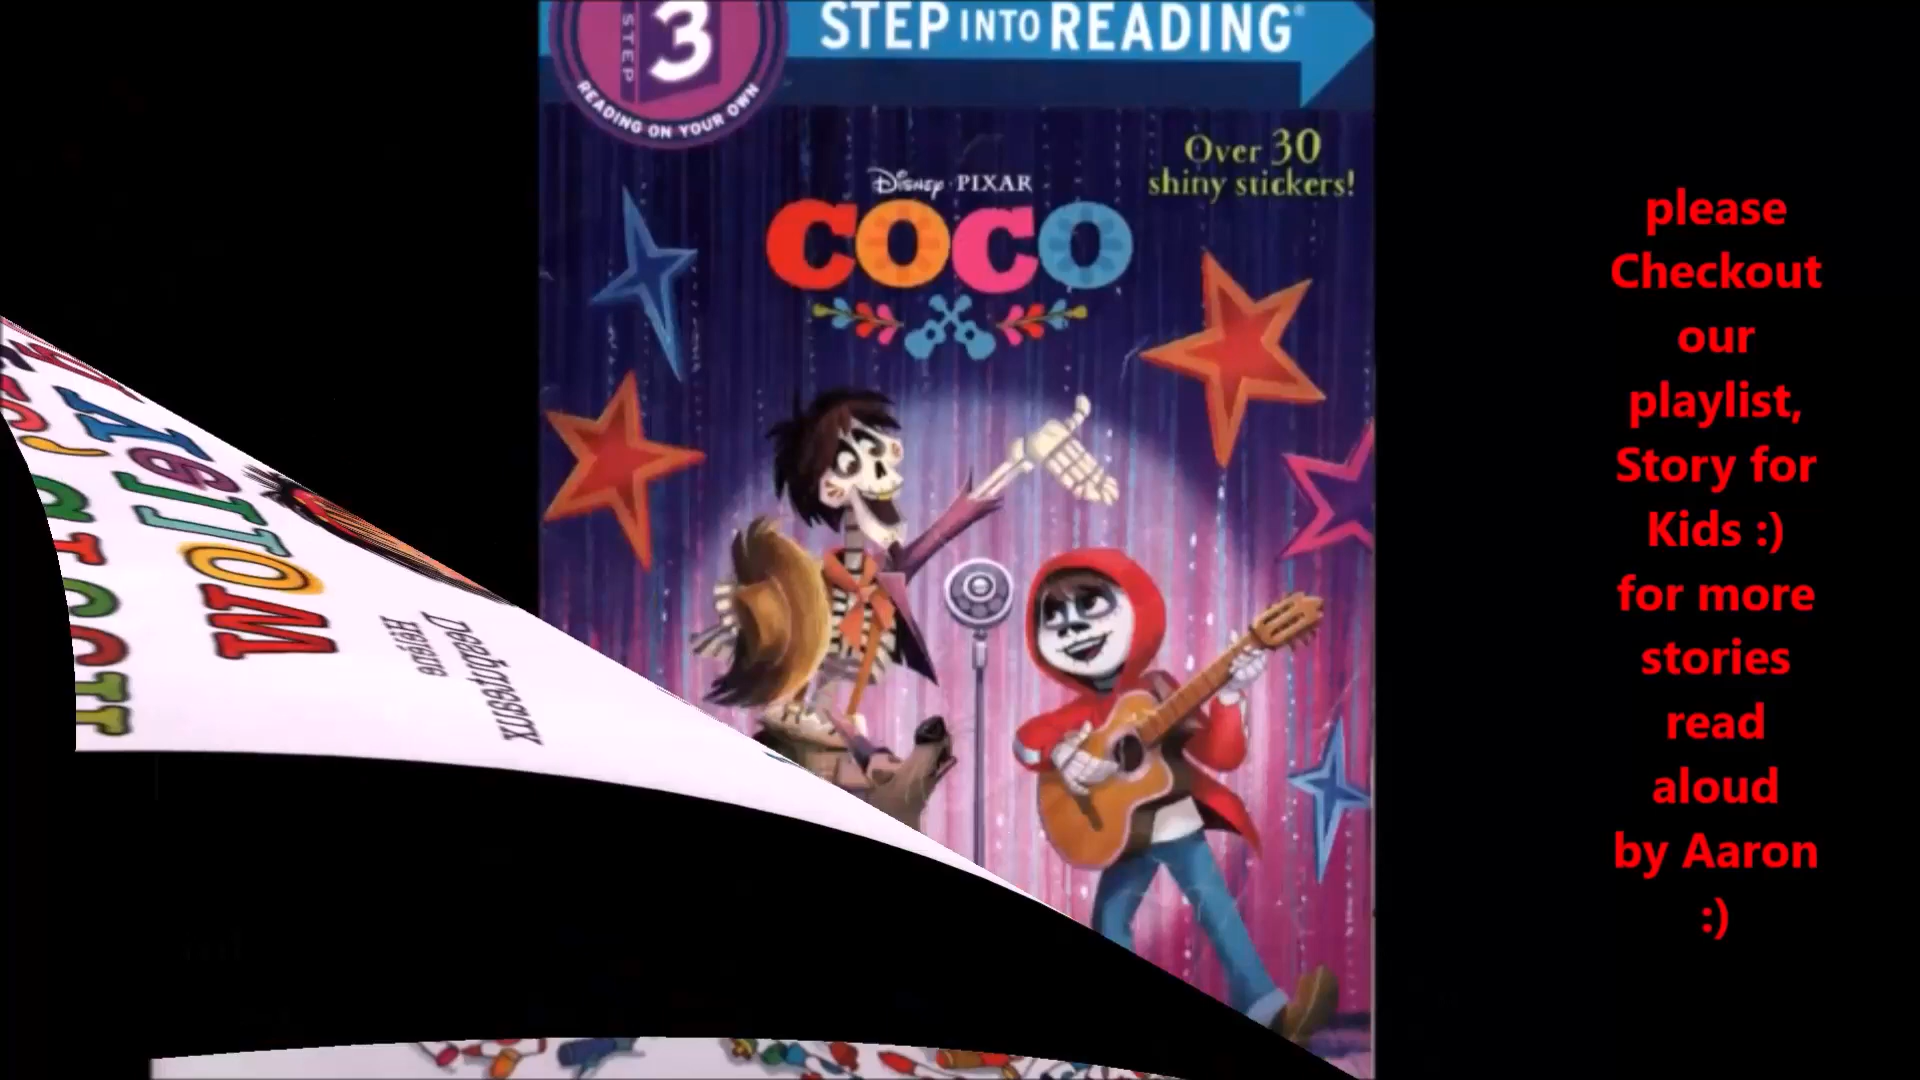 STEP
3
READING ON YOUR OWN
STEP INTO READING®
Over 30
shiny stickers!
DISNEY · PIXAR
COCO
please
Checkout
our
playlist,
Story for
Kids :)
for more
stories
read
aloud
by Aaron
:)